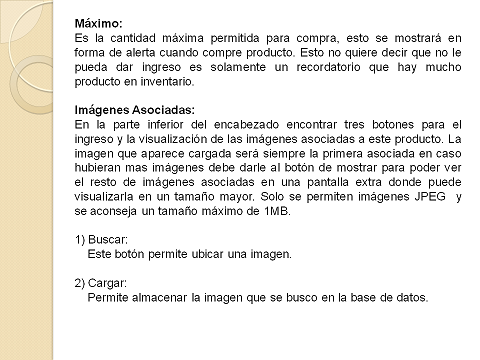 Máximo:
Es la cantidad máxima permitida para compra, esto se mostrará en
forma de alerta cuando compre producto. Esto no quiere decir que no le
pueda dar ingreso es solamente un recordatorio que hay mucho
producto en inventario.
Imágenes Asociadas:
En la parte inferior del encabezado encontrar tres botones para el
ingreso y la visualización de las imágenes asociadas a este producto. La
imagen que aparece cargada será siempre la primera asociada en caso
hubieran mas imágenes debe darle al botón de mostrar para poder ver
el resto de imágenes asociadas en una pantalla extra donde puede
visualizarla en un tamaño mayor. Solo se permiten imágenes JPEG y
se aconseja un tamaño máximo de 1MB.
1) Buscar:
Este botón permite ubicar una imagen.
2) Cargar:
Permite almacenar la imagen que se busco en la base de datos.